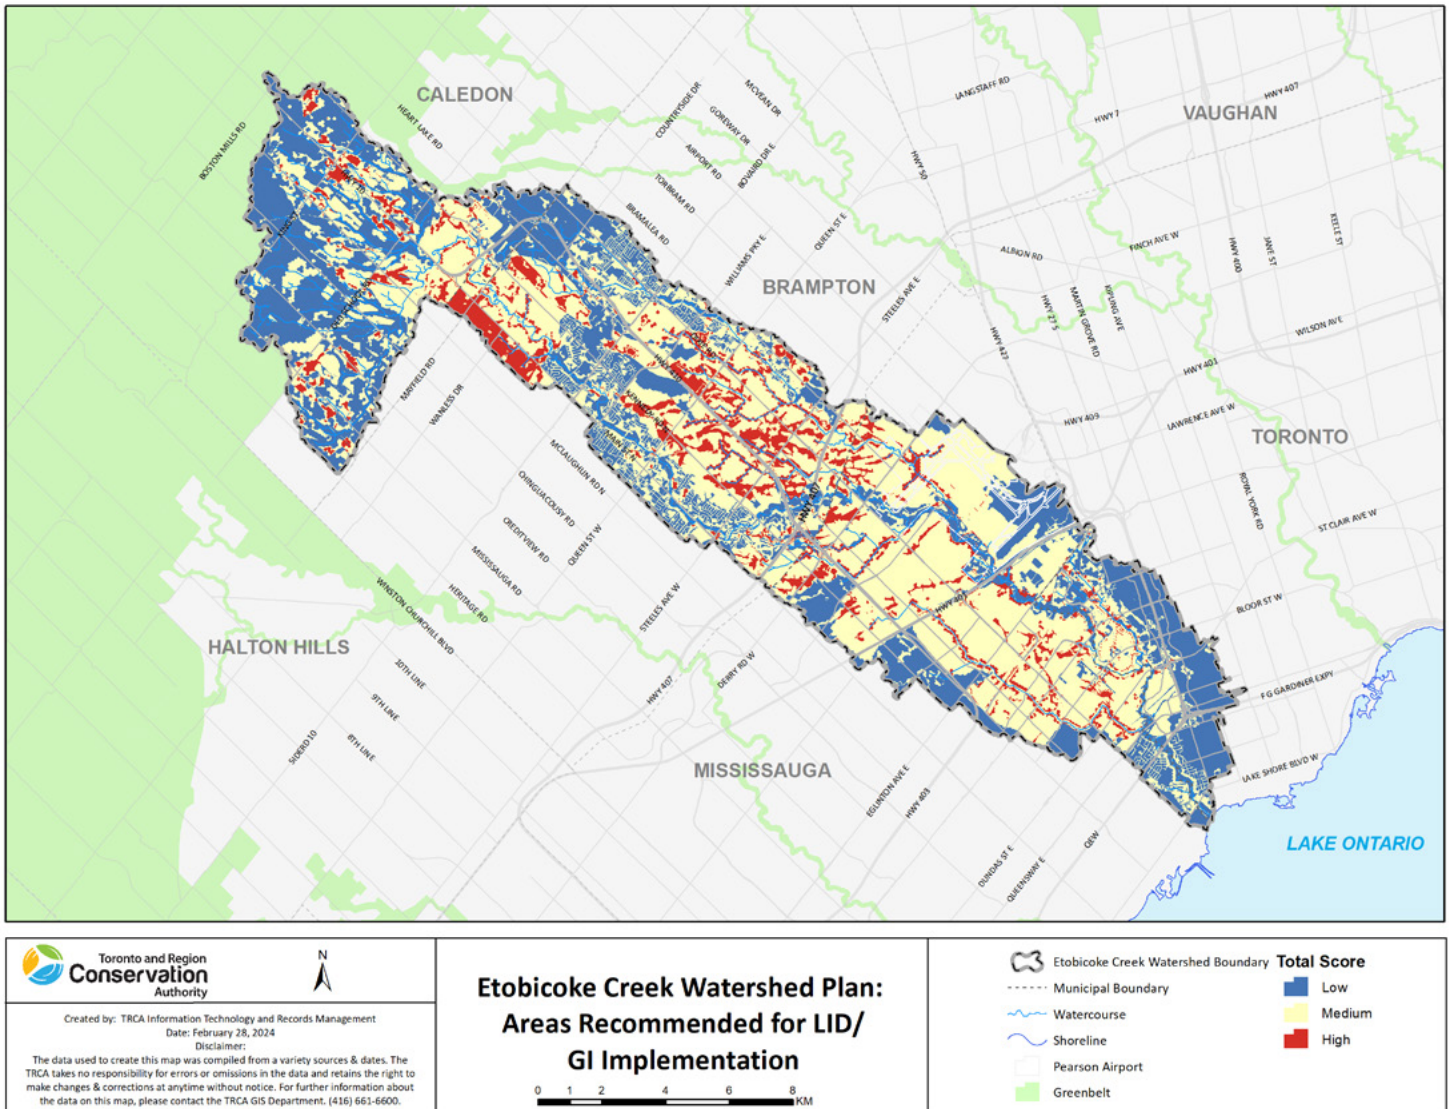 CALEDON
HEART LAKE RD
BOSTON MILLS RD
COUNTRYSIDE DR
MCVEAN DR
GOREWAY DR
AIRPORT RD
BOVAIRD DR E
TORBRAM RD
BRAMALEA RD
WILLIAMS PKY E
QUEEN ST E
LANGSTAFF RD
HWY 7
HWY 407
VAUGHAN
HWY 50
ALBION RD
FINCH AVE W
HWY 400
JANE ST
KEELE ST
BRAMPTON
STEELES AVE E
HWY 27 S
MARTIN GROVE RD
KIPLING AVE
WILSON AVE
HWY 427
HWY 401
HWY 409
LAWRENCE AVE W
TORONTO
ROYAL YORK RD
ST CLAIR AVE W
MAYFIELD RD
WANLESS DR
MCLAUGHLIN RD N
CHINGUACOUSY RD
CREDITVIEW RD
QUEEN ST W
MISSISSAUGA RD
HERITAGE RD
WINSTON CHURCHILL BLVD
STEELES AVE W
KENNEDY RD
MAIN ST N
HWY 407
HWY 401
HALTON HILLS
10TH LINE
9TH LINE
8TH LINE
SIDERD 10
HWY 407
DERRY RD W
BLOOR ST W
F G GARDINER EXPY
LAKE SHORE BLVD W
MISSISSAUGA
EGLINTON AVE E
HWY 403
DUNDAS ST E
QUEENSWAY E
QEW
LAKE ONTARIO
Toronto and Region
Conservation
Authority
N
Created by: TRCA Information Technology and Records Management
Date: February 28, 2024
Disclaimer:
The data used to create this map was compiled from a variety sources & dates. The
TRCA takes no responsibility for errors or omissions in the data and retains the right to
make changes & corrections at anytime without notice. For further information about
the data on this map, please contact the TRCA GIS Department. (416) 661-6600.
Etobicoke Creek Watershed Plan:
Areas Recommended for LID/
GI Implementation
0 1 2 4 6 8
KM
Etobicoke Creek Watershed Boundary
Municipal Boundary
Watercourse
Shoreline
Pearson Airport
Greenbelt
Total Score
Low
Medium
High